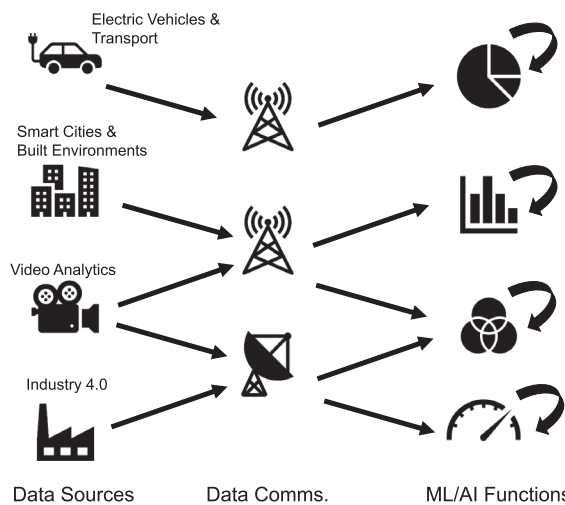 Electric Vehicles &
Transport
Smart Cities &
Built Environments
Video Analytics
Industry 4.0
Data Sources
Data Comms.
ML/AI Functions